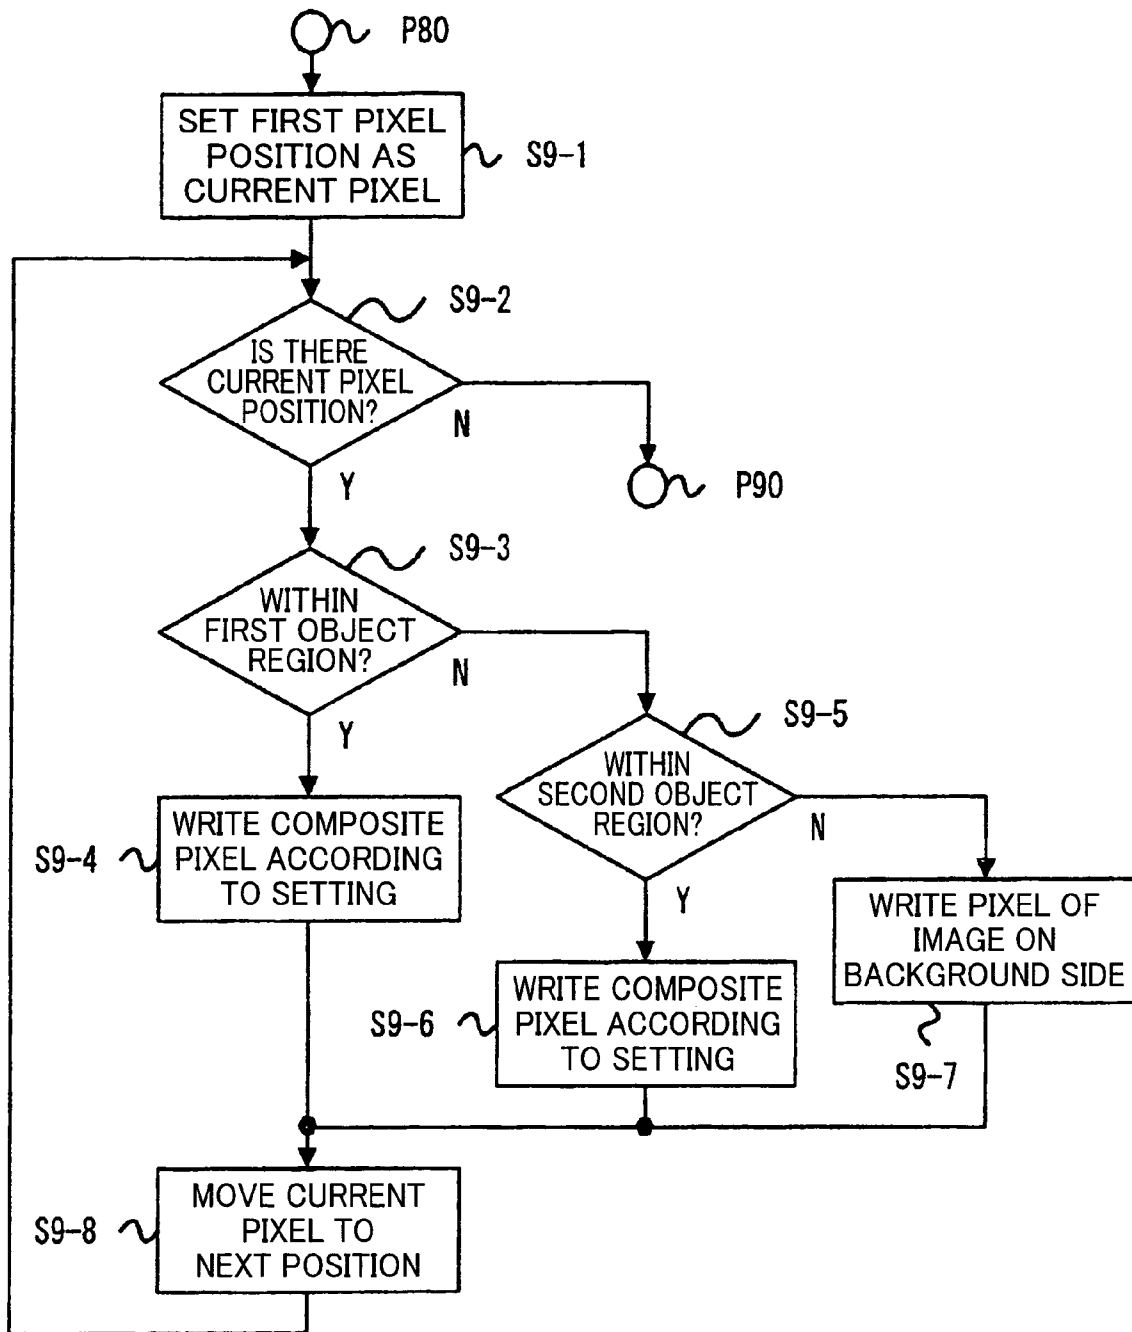 P80
SET FIRST PIXEL
POSITION AS
CURRENT PIXEL
S9-1
S9-2
IS THERE
CURRENT PIXEL
POSITION?
N
Y
P90
S9-3
WITHIN
FIRST OBJECT
REGION?
N
Y
S9-5
WITHIN
SECOND OBJECT
REGION?
N
Y
S9-4
WRITE COMPOSITE
PIXEL ACCORDING
TO SETTING
WRITE PIXEL OF
IMAGE ON
BACKGROUND SIDE
S9-6
WRITE COMPOSITE
PIXEL ACCORDING
TO SETTING
S9-7
S9-8
MOVE CURRENT
PIXEL TO
NEXT POSITION